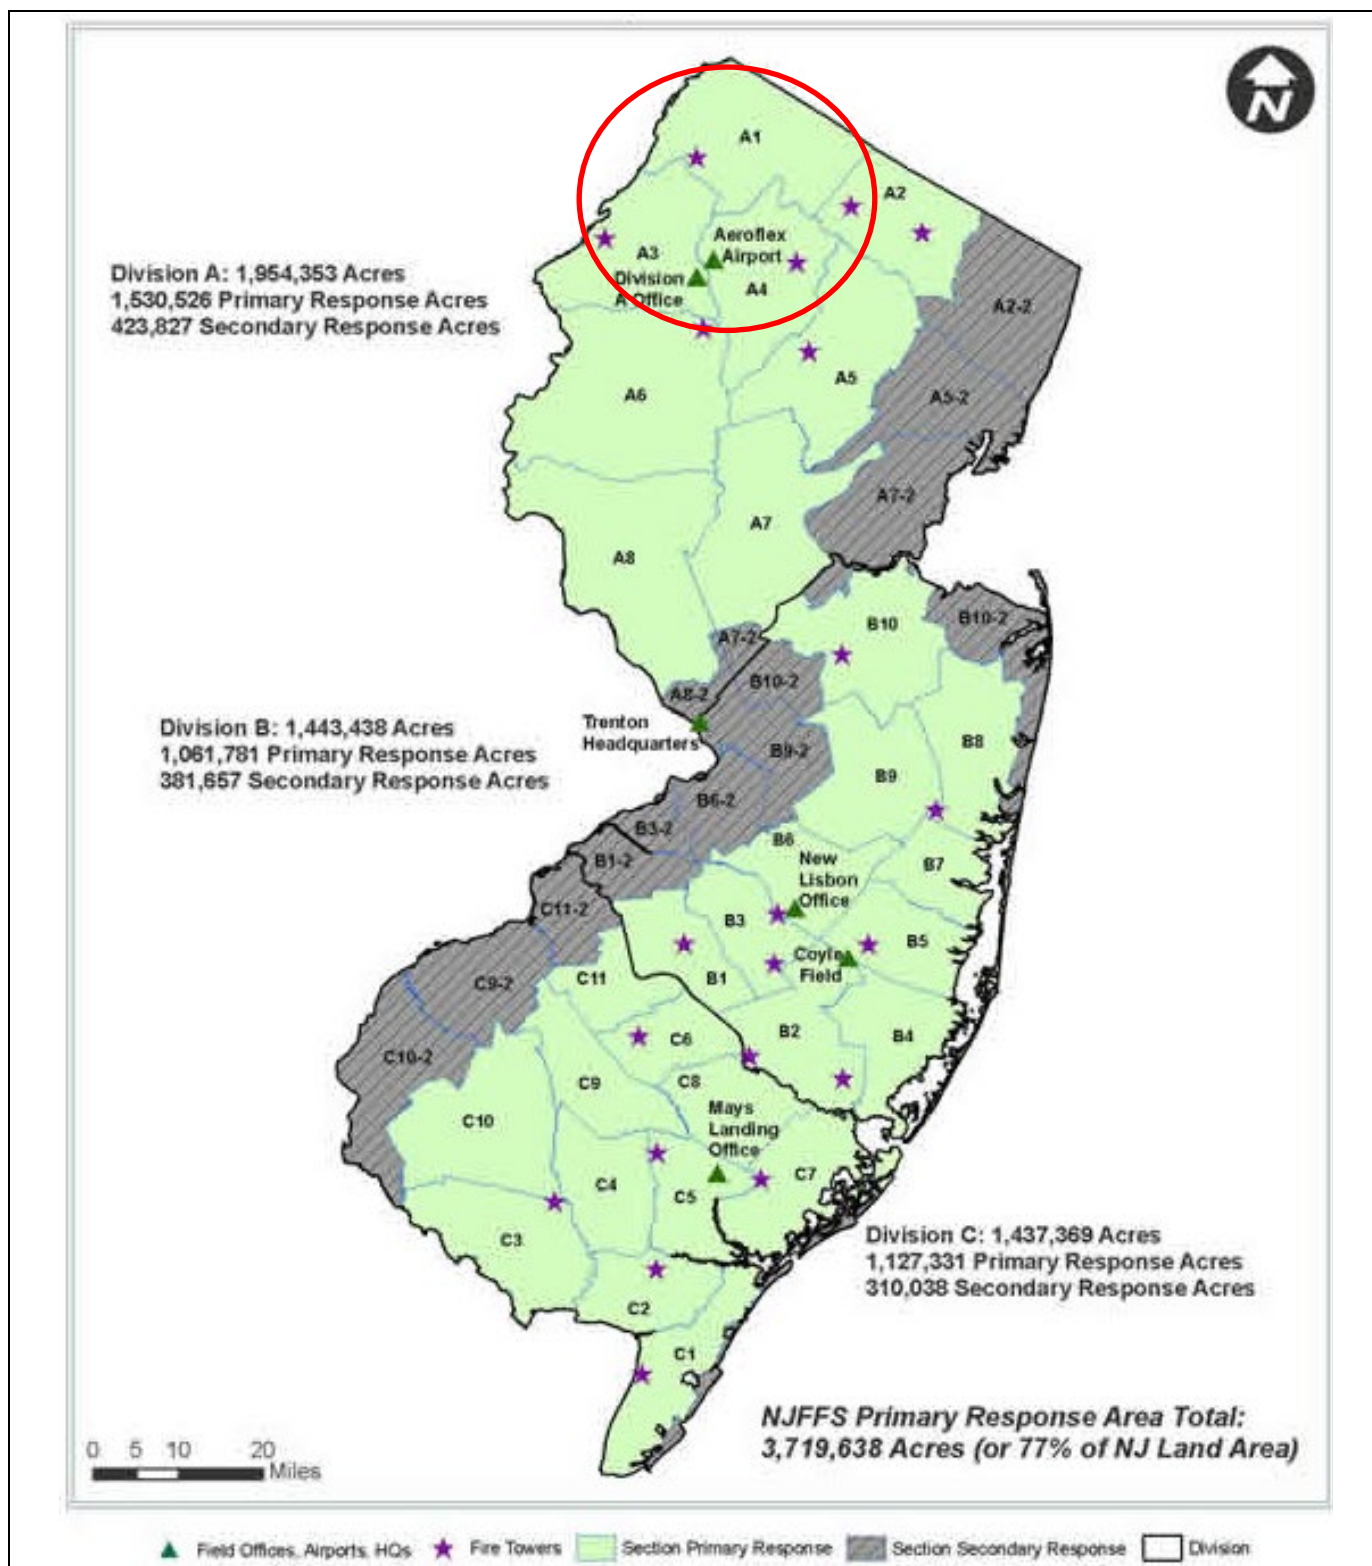 N
A1
A2
Aeroflex
Airport
A3
Division
A Office
A4
Division A: 1,954,353 Acres
1,530,526 Primary Response Acres
423,827 Secondary Response Acres
A2-2
A5
A6
A5-2
A7-2
A7
A8
B10
B10-2
A7-2
B10-2
A8-2
Trenton
Headquarters
Division B: 1,443,438 Acres
1,061,781 Primary Response Acres
381,657 Secondary Response Acres
B8
B9-2
B9
B6-2
B3-2
B6
B1-2
New
Lisbon
Office
B7
C11-2
B3
B5
Coyle
Field
C11
B1
C9-2
B2
B4
C6
C10-2
C9
C8
Mays
Landing
Office
C10
C7
C4
C5
C3
Division C: 1,437,369 Acres
1,127,331 Primary Response Acres
310,038 Secondary Response Acres
C2
C1
NJFFS Primary Response Area Total:
3,719,638 Acres (or 77% of NJ Land Area)
0 5 10 20
Miles
Field Offices, Airports, HQs Fire Towers Section Primary Response Section Secondary Response Division